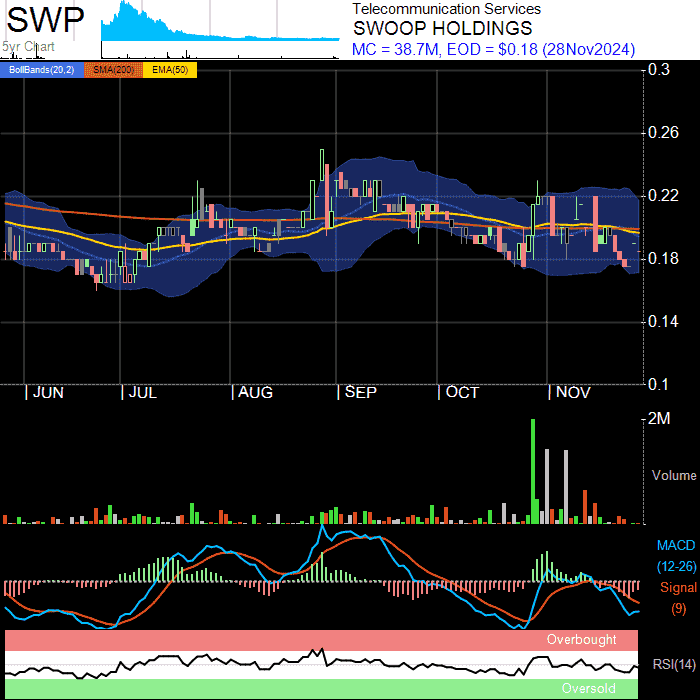 SWP
5yr Chart
Telecommunication Services
SWOOP HOLDINGS
MC = 38.7M, EOD = $0.18 (28Nov2024)
BollBands(20,2) SMA(200) EMA(50)
0.3
0.26
0.22
0.18
0.14
0.1
JUN JUL AUG SEP OCT NOV
2M
Volume
MACD
(12-26)
Signal
(9)
Overbought
RSI(14)
Oversold